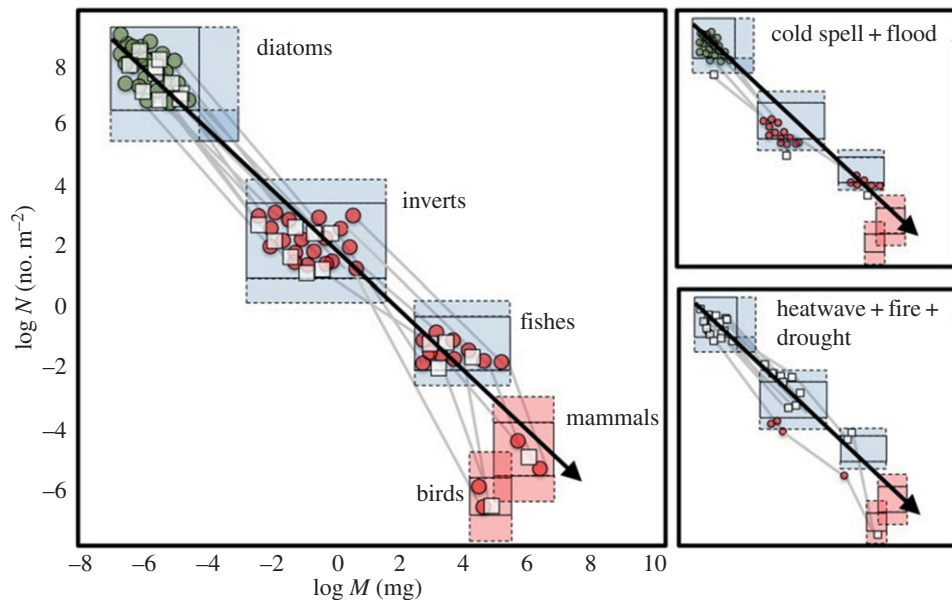 diatoms
inverts
fishes
mammals
birds
8
6
4
2
0
−2
−4
−6
log N (no. m−2)
−8
−6
−4
−2
0
2
4
6
8
10
log M (mg)
cold spell + flood
heatwave + fire +
drought